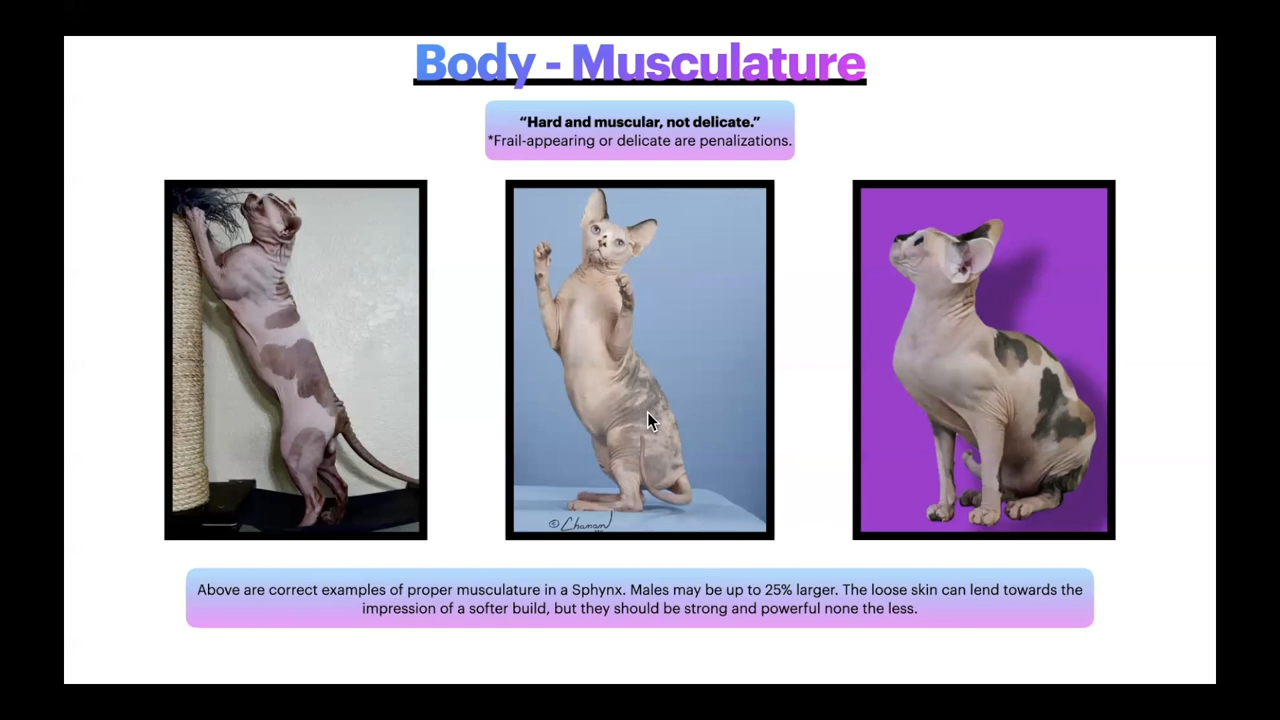 Body - Musculature
“Hard and muscular, not delicate.”
*Frail-appearing or delicate are penalizations.
© Chanan
Above are correct examples of proper musculature in a Sphynx. Males may be up to 25% larger. The loose skin can lend towards the
impression of a softer build, but they should be strong and powerful none the less.